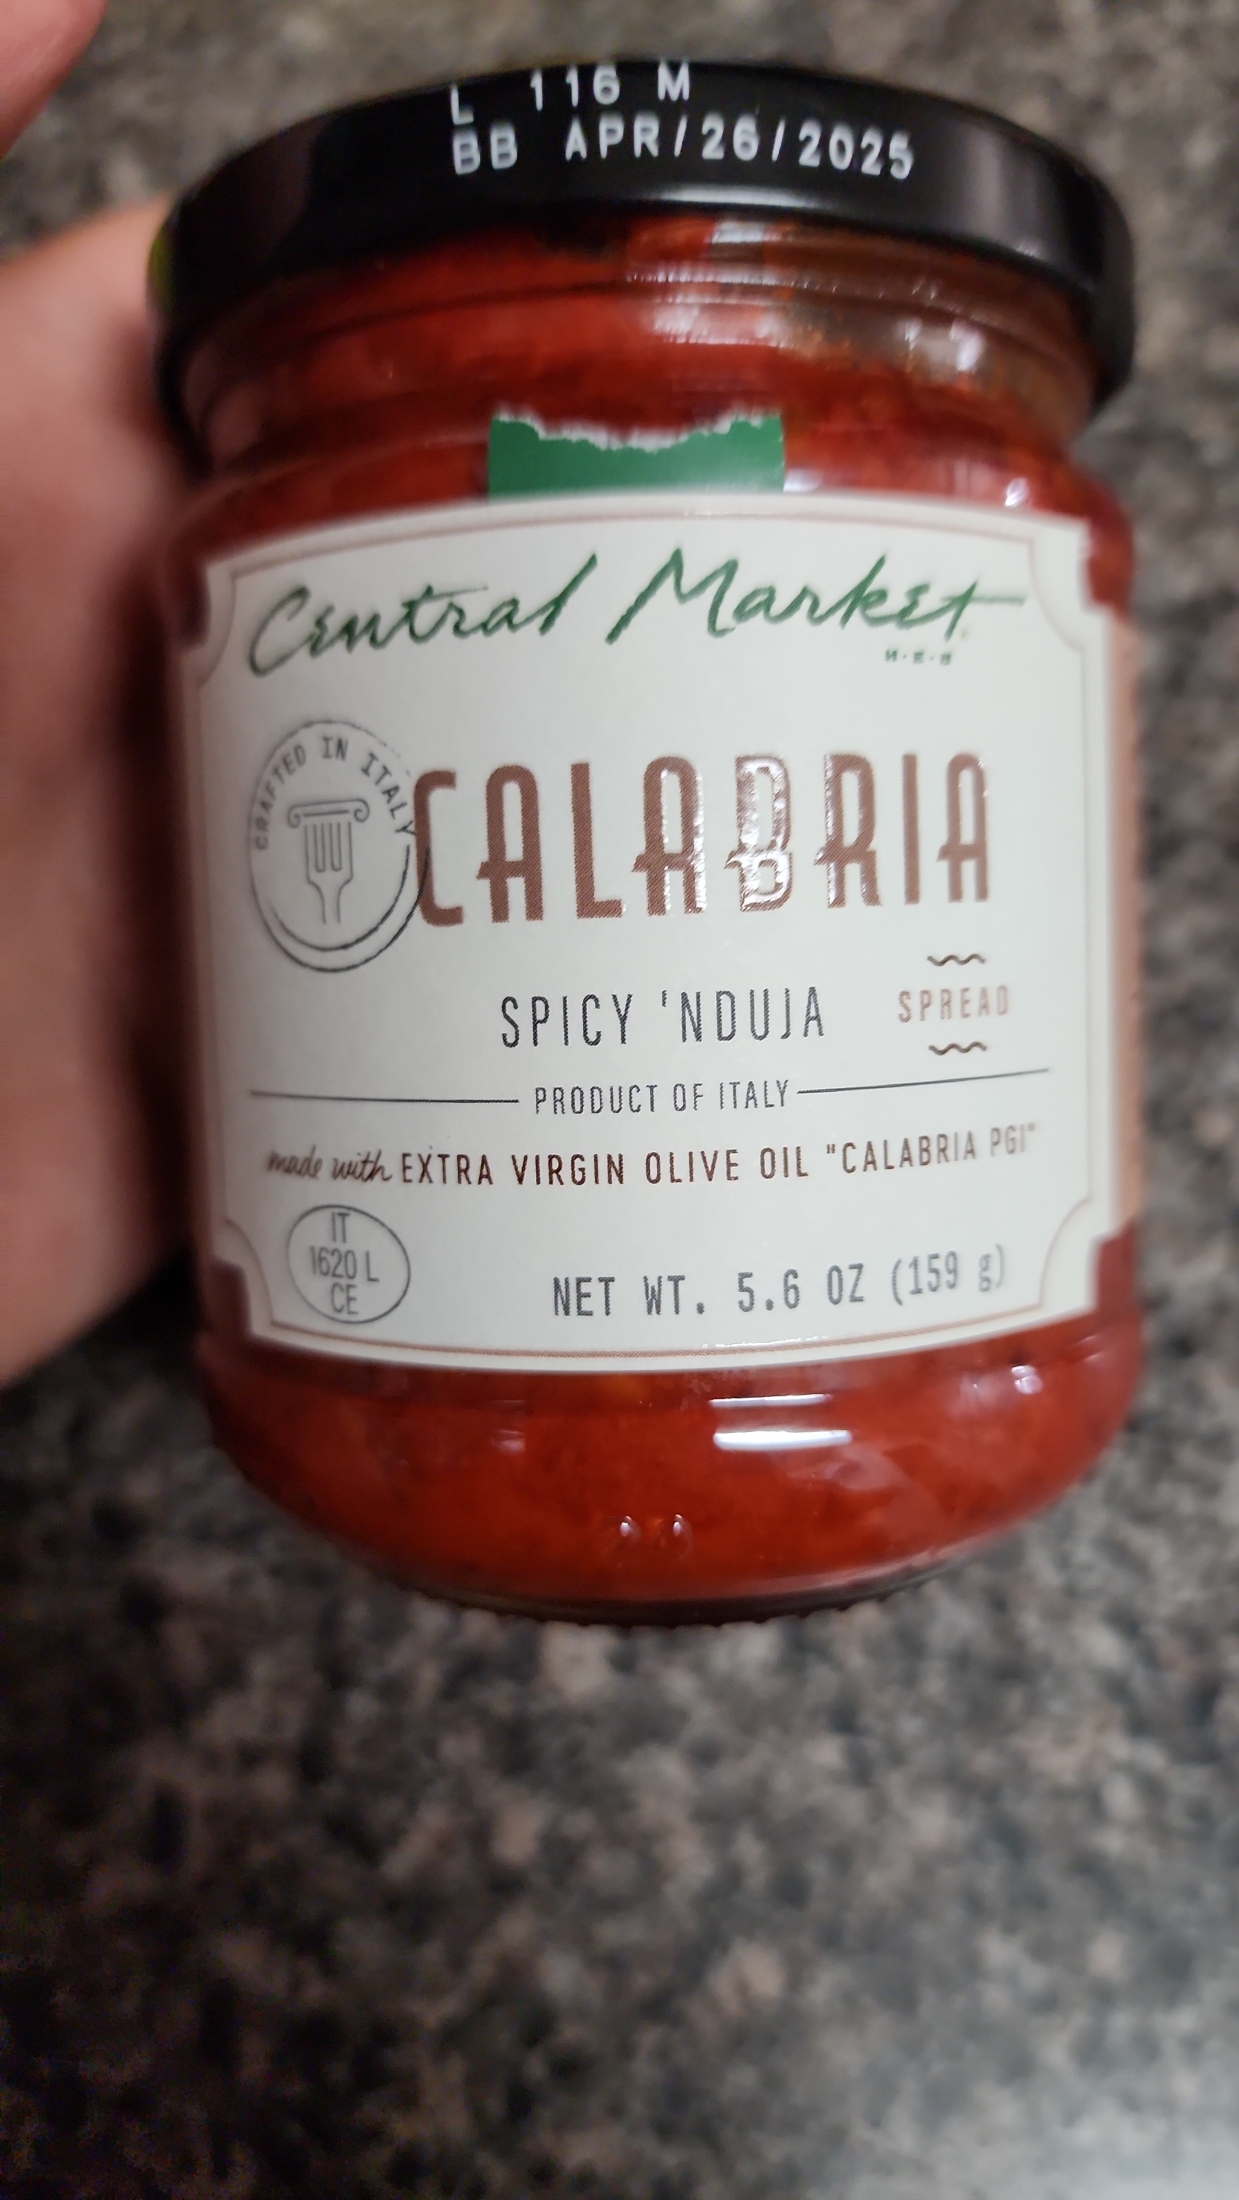 L 116 M
BB APR/26/2025
Central Market
H-E-B
CRAFTED IN ITALY
CALABRIA
SPICY 'NDUJA
SPREAD
PRODUCT OF ITALY
made with EXTRA VIRGIN OLIVE OIL "CALABRIA PGI"
IT
1620 L
CE
NET WT. 5.6 OZ (159 g)